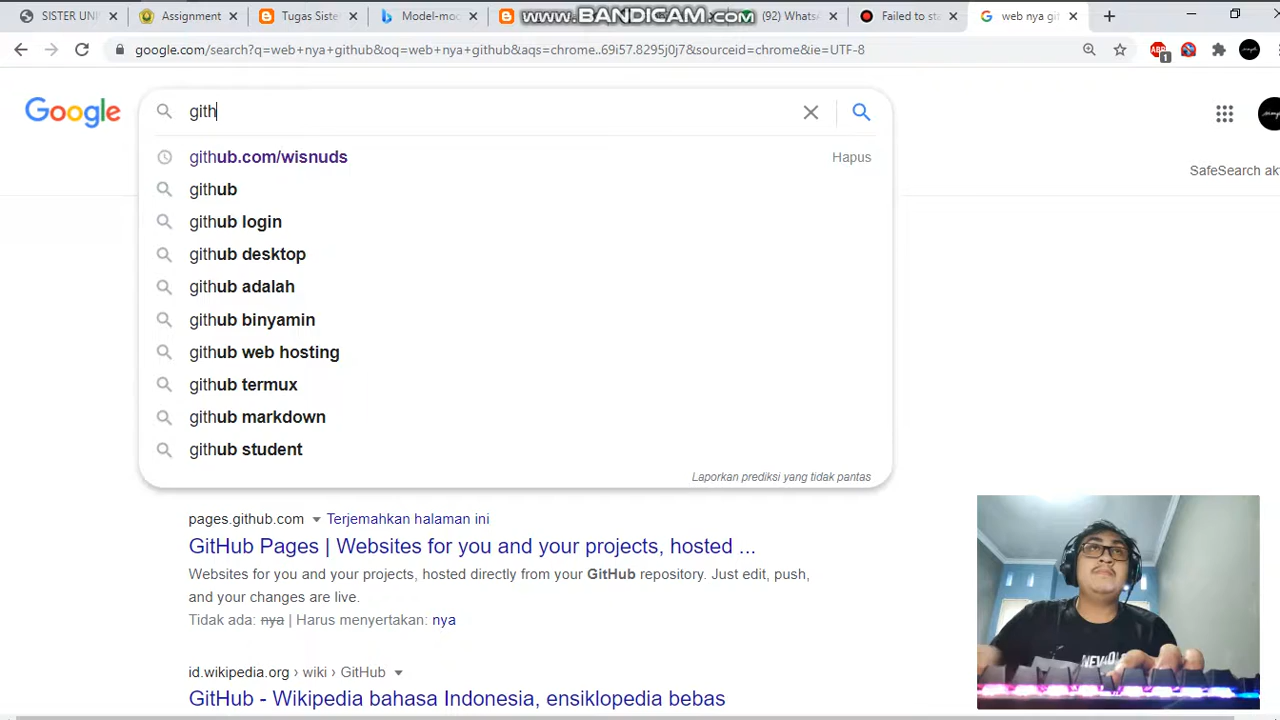 SISTER UNI
Assignment
Tugas Siste
Model-mod
www.BANDICAM.com
(92) Whats
Failed to sta
web nya git
google.com/search?q=web+nya+github&oq=web+nya+github&aqs=chrome..69i57.8295j0j7&sourceid=chrome&ie=UTF-8
ABP
1
Google
gith
github.com/wisnuds
Hapus
github
github login
github desktop
github adalah
github binyamin
github web hosting
github termux
github markdown
github student
Laporkan prediksi yang tidak pantas
SafeSearch ak
pages.github.com
Terjemahkan halaman ini
GitHub Pages | Websites for you and your projects, hosted ...
Websites for you and your projects, hosted directly from your GitHub repository. Just edit, push,
and your changes are live.
Tidak ada: nya | Harus menyertakan: nya
id.wikipedia.org › wiki › GitHub
GitHub - Wikipedia bahasa Indonesia, ensiklopedia bebas